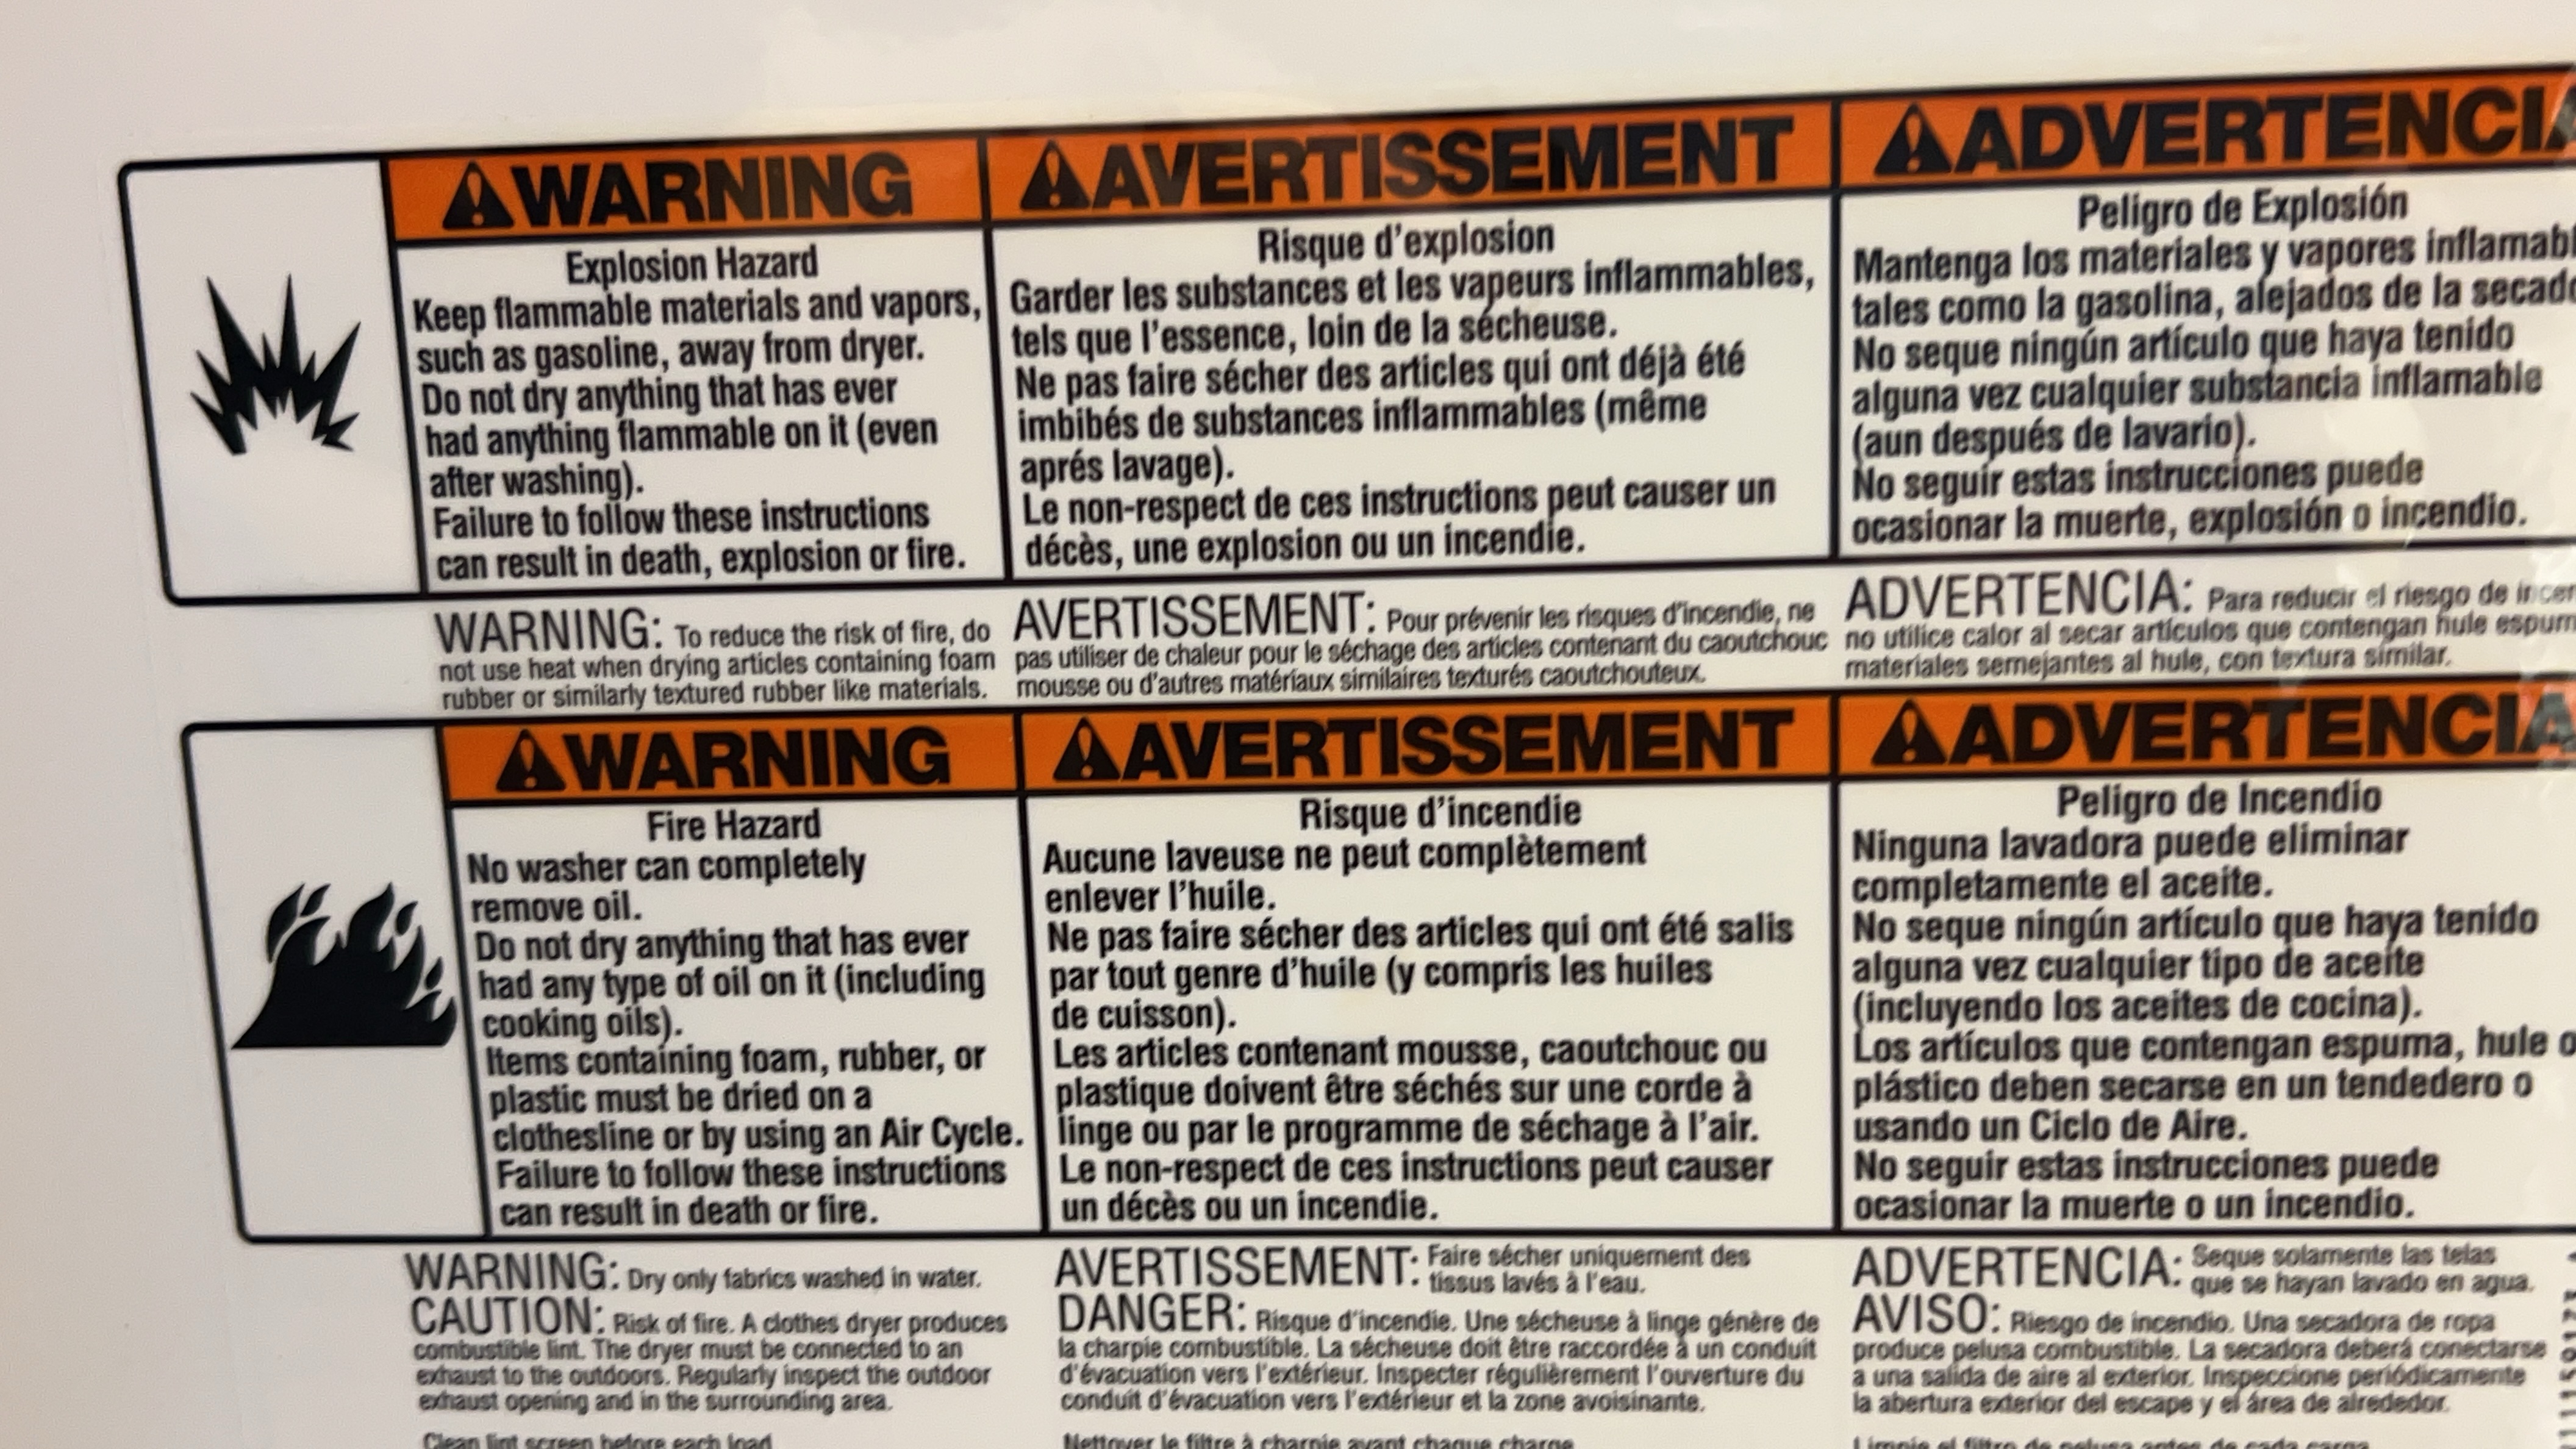 WARNING
Explosion Hazard
Keep flammable materials and vapors,
such as gasoline, away from dryer.
Do not dry anything that has ever
had anything flammable on it (even
after washing).
Failure to follow these instructions
can result in death, explosion or fire.
AVERTISSEMENT
Risque d'explosion
Garder les substances et les vapeurs inflammables,
tels que l'essence, loin de la sécheuse.
Ne pas faire sécher des articles qui ont déjà été
imbibés de substances inflammables (même
aprés lavage).
Le non-respect de ces instructions peut causer un
décès, une explosion ou un incendie.
ADVERTENCIA
Peligro de Explosión
Mantenga los materiales y vapores
tales como la gasolina, alejados de la
No seque ningún artículo que haya tenido
alguna vez cualquier substancia inflamable
(aun después de lavario).
No seguir estas instrucciones puede
ocasionar la muerte, explosión o incendio.
WARNING: To reduce the risk of fire, do
not use heat when drying articles containing foam
rubber or similarly textured rubber like materials.
AVERTISSEMENT: Pour prévenir les risques d'incendie, ne
pas utiliser de chaleur pour le séchage des articles contenant du caoutchouc
mousse ou d'autres matériaux similaires texturés caoutchouteux.
ADVERTENCIA: Para reducir el riesgo de
no utilice calor al secar artículos que contengan hule
materiales semejantes al hule, con textura similar.
WARNING
Fire Hazard
No washer can completely
remove oil.
Do not dry anything that has ever
had any type of oil on it (including
cooking oils).
Items containing foam, rubber, or
plastic must be dried on a
clothesline or by using an Air Cycle.
Failure to follow these instructions
can result in death or fire.
AVERTISSEMENT
Risque d'incendie
Aucune laveuse ne peut complètement
enlever l'huile.
Ne pas faire sécher des articles qui ont été salis
par tout genre d'huile (y compris les huiles
de cuisson).
Les articles contenant mousse, caoutchouc ou
plastique doivent être séchés sur une corde à
linge ou par le programme de séchage à l'air.
Le non-respect de ces instructions peut causer
un décès ou un incendie.
ADVERTENCIA
Peligro de Incendio
Ninguna lavadora puede eliminar
completamente el aceite.
No seque ningún artículo que haya tenido
alguna vez cualquier tipo de aceite
(incluyendo los aceites de cocina).
Los artículos que contengan espuma, hule o
plástico deben secarse en un tendedero o
usando un Ciclo de Aire.
No seguir estas instrucciones puede
ocasionar la muerte o un incendio.
WARNING: Dry only fabrics washed in water.
CAUTION: Risk of fire. A clothes dryer produces
combustible lint. The dryer must be connected to an
exhaust to the outdoors. Regularly inspect the outdoor
exhaust opening and in the surrounding area.
Clean lint screen before each load
AVERTISSEMENT: Faire sécher uniquement des
tissus lavés à l'eau.
DANGER: Risque d'incendie. Une sécheuse à linge génére de
la charpie combustible. La sécheuse doit être raccordée à un conduit
d'évacuation vers l'extérieur. Inspecter régulièrement l'ouverture du
conduit d'évacuation vers l'extérieur et la zone avoisinante.
Nettoyer le filtre à charpie avant chaque charge
ADVERTENCIA: Seque solamente las telas
que se hayan lavado en agua.
AVISO: Riesgo de incendio. Una secadora de ropa
produce pelusa combustible. La secadora deberá conectarse
a una salida de aire al exterior. Inspeccione periódicamente
la abertura exterior del escape y el área de alrededor.
Limpie el filtro de pelusa antes de cada carga